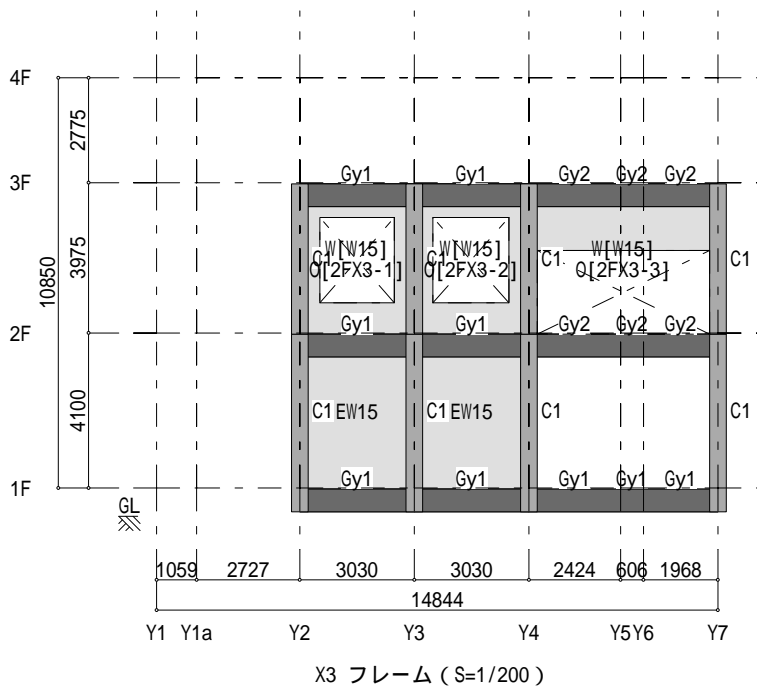 4F
2775
3F
Gy1 Gy1 Gy2 Gy2 Gy2
3975
10850
C1 W[W15] C1 W[W15] C1 W[W15] C1
O[2FX3-1] O[2FX3-2] O[2FX3-3]
2F
Gy1 Gy1 Gy2 Gy2 Gy2
4100
C1 EW15 C1 EW15 C1 C1
1F
Gy1 Gy1 Gy1 Gy1 Gy1
GL
1059 2727 3030 3030 2424 606 1968
14844
Y1 Y1a Y2 Y3 Y4 Y5 Y6 Y7
X3 フレーム ( S=1/200 )